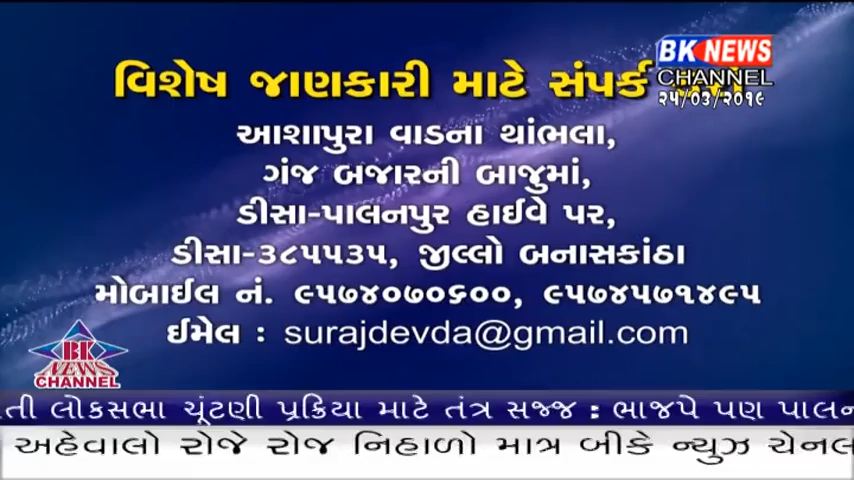 BK NEWS
CHANNEL
૨૫/૦૩/૨૦૧૯
વિશેષ જાણકારી માટે સંપર્ક
આશાપુરા વાડના થાંભલા,
ગંજ બજારની બાજુમાં,
ડીસા-પાલનપુર હાઈવે પર,
ડીસા-૩૮૫૫૩૫, જીલ્લો બનાસકાંઠા
મોબાઈલ નં. ૯૫૭૪૦૭૦૬૦૦, ૯૫૭૪૫૭૧૪૯૫
ઈમેલ : surajdevda@gmail.com
BK
NEWS
CHANNEL
તી લોકસભા ચૂંટણી પ્રક્રિયા માટે તંત્ર સજ્જ : ભાજપે પણ પાલન
અહેવાલો રોજે રોજ નિહાળો માત્ર બીકે ન્યુઝ ચેનલ